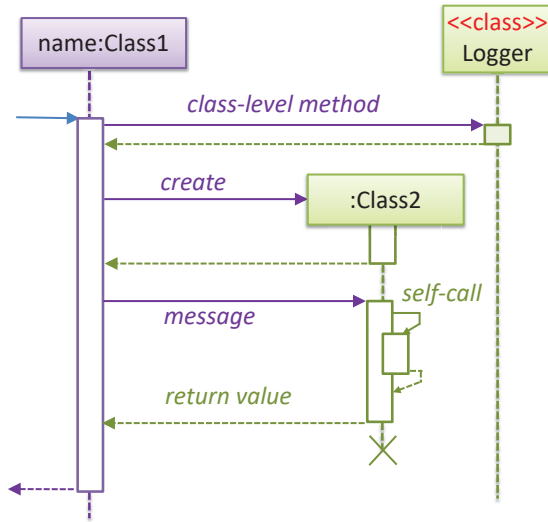 name:Class1
<<class>>
Logger
class-level method
create
:Class2
self-call
message
return value